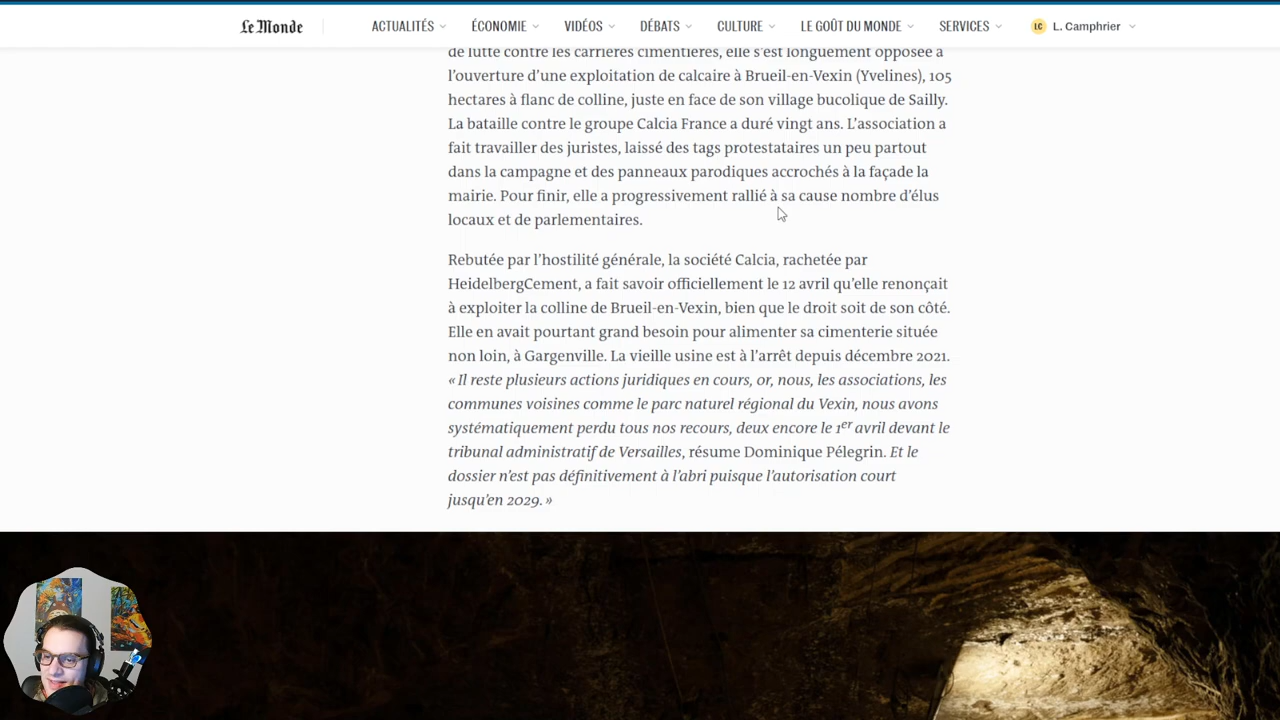 Le Monde
ACTUALITÉS
ÉCONOMIE
VIDÉOS
DÉBATS
CULTURE
LE GOÛT DU MONDE
SERVICES
LC
L. Camphrier
de lutte contre les carrières cimentières, elle s'est longuement opposée à
l'ouverture d'une exploitation de calcaire à Brueil-en-Vexin (Yvelines), 105
hectares à flanc de colline, juste en face de son village bucolique de Sailly.
La bataille contre le groupe Calcia France a duré vingt ans. L'association a
fait travailler des juristes, laissé des tags protestataires un peu partout
dans la campagne et des panneaux parodiques accrochés à la façade la
mairie. Pour finir, elle a progressivement rallié à sa cause nombre d'élus
locaux et de parlementaires.
Rebutée par l'hostilité générale, la société Calcia, rachetée par
HeidelbergCement, a fait savoir officiellement le 12 avril qu'elle renonçait
à exploiter la colline de Brueil-en-Vexin, bien que le droit soit de son côté.
Elle en avait pourtant grand besoin pour alimenter sa cimenterie située
non loin, à Gargenville. La vieille usine est à l'arrêt depuis décembre 2021.
« Il reste plusieurs actions juridiques en cours, or, nous, les associations, les
communes voisines comme le parc naturel régional du Vexin, nous avons
systématiquement perdu tous nos recours, deux encore le 1er avril devant le
tribunal administratif de Versailles, résume Dominique Pélegrin. Et le
dossier n'est pas définitivement à l'abri puisque l'autorisation court
jusqu'en 2029. »